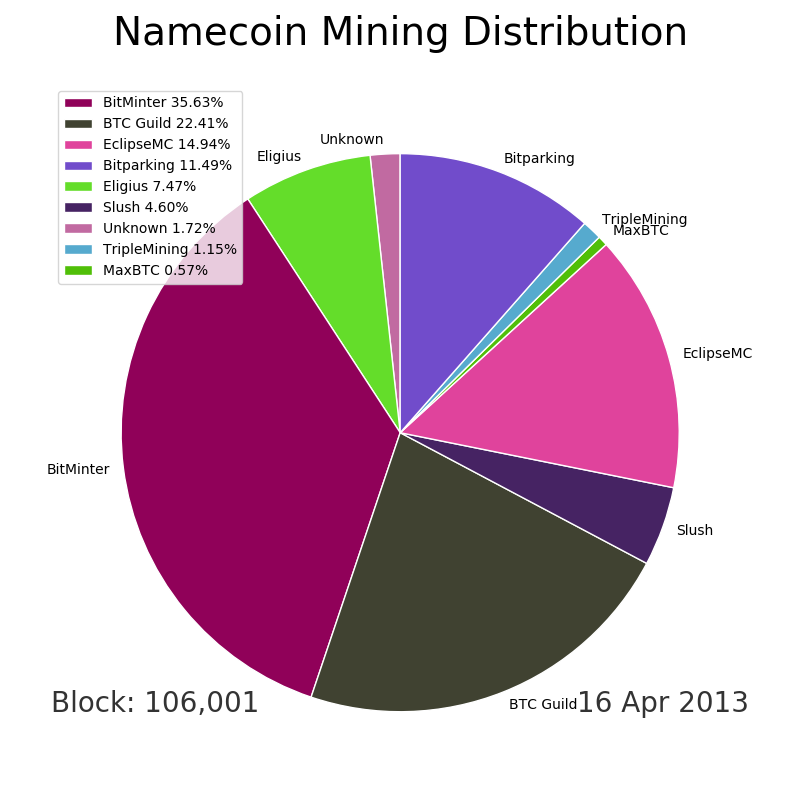 Namecoin Mining Distribution
BitMinter 35.63%
BTC Guild 22.41%
EclipseMC 14.94%
Bitparking 11.49%
Eligius 7.47%
Slush 4.60%
Unknown 1.72%
TripleMining 1.15%
MaxBTC 0.57%
Unknown
Eligius
Bitparking
TripleMining
MaxBTC
EclipseMC
BitMinter
Slush
BTC Guild
Block: 106,001
16 Apr 2013